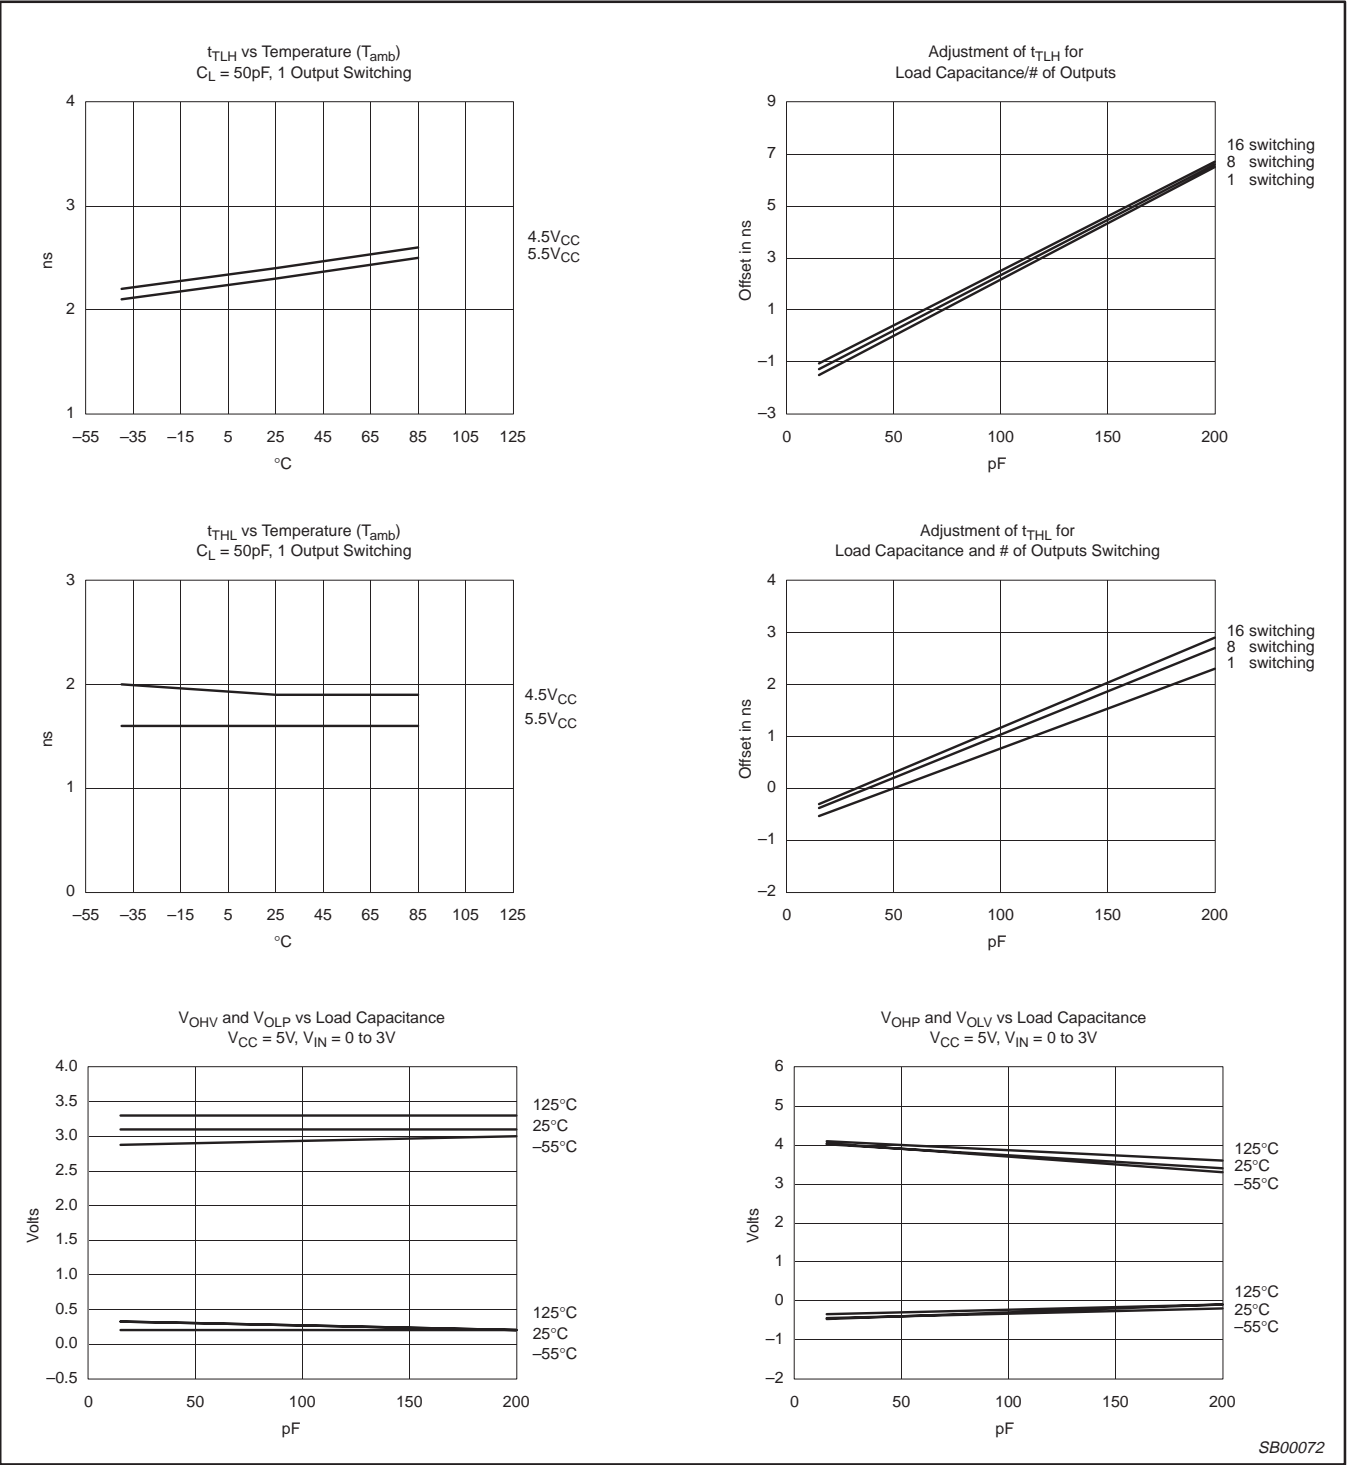 tTLH vs Temperature (Tamb)
CL = 50pF, 1 Output Switching
4
3
2
1
ns
–55 –35 –15 5 25 45 65 85 105 125
°C
4.5VCC
5.5VCC
Adjustment of tTLH for
Load Capacitance/# of Outputs
9
7
5
3
1
–1
–3
Offset in ns
0 50 100 150 200
pF
16 switching
8 switching
1 switching
tTHL vs Temperature (Tamb)
CL = 50pF, 1 Output Switching
3
2
1
0
ns
–55 –35 –15 5 25 45 65 85 105 125
°C
4.5VCC
5.5VCC
Adjustment of tTHL for
Load Capacitance and # of Outputs Switching
4
3
2
1
0
–1
–2
Offset in ns
0 50 100 150 200
pF
16 switching
8 switching
1 switching
VOHV and VOLP vs Load Capacitance
VCC = 5V, VIN = 0 to 3V
4.0
3.5
3.0
2.5
2.0
1.5
1.0
0.5
0.0
–0.5
Volts
0 50 100 150 200
pF
125°C
25°C
–55°C
125°C
25°C
–55°C
VOHP and VOLV vs Load Capacitance
VCC = 5V, VIN = 0 to 3V
6
5
4
3
2
1
0
–1
–2
Volts
0 50 100 150 200
pF
125°C
25°C
–55°C
125°C
25°C
–55°C
SB00072